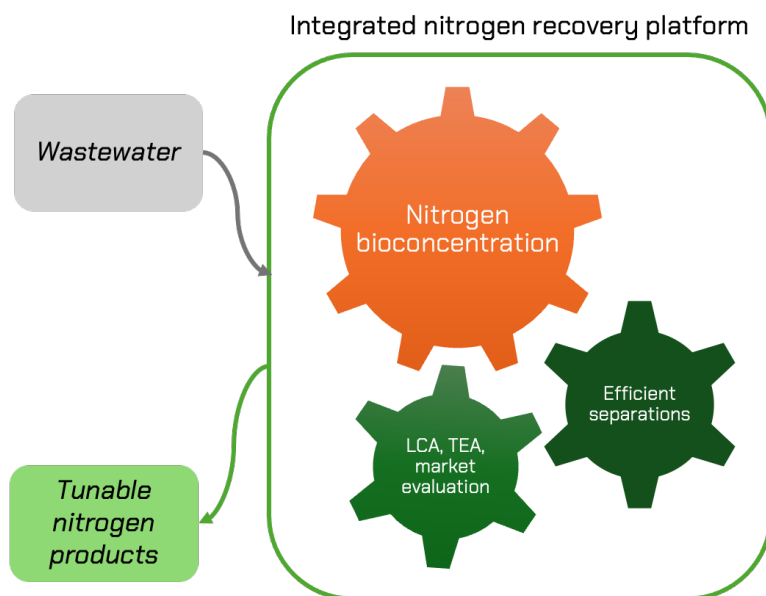 Integrated nitrogen recovery platform
Wastewater
Nitrogen
bioconcentration
Efficient
separations
LCA, TEA,
market
evaluation
Tunable
nitrogen
products